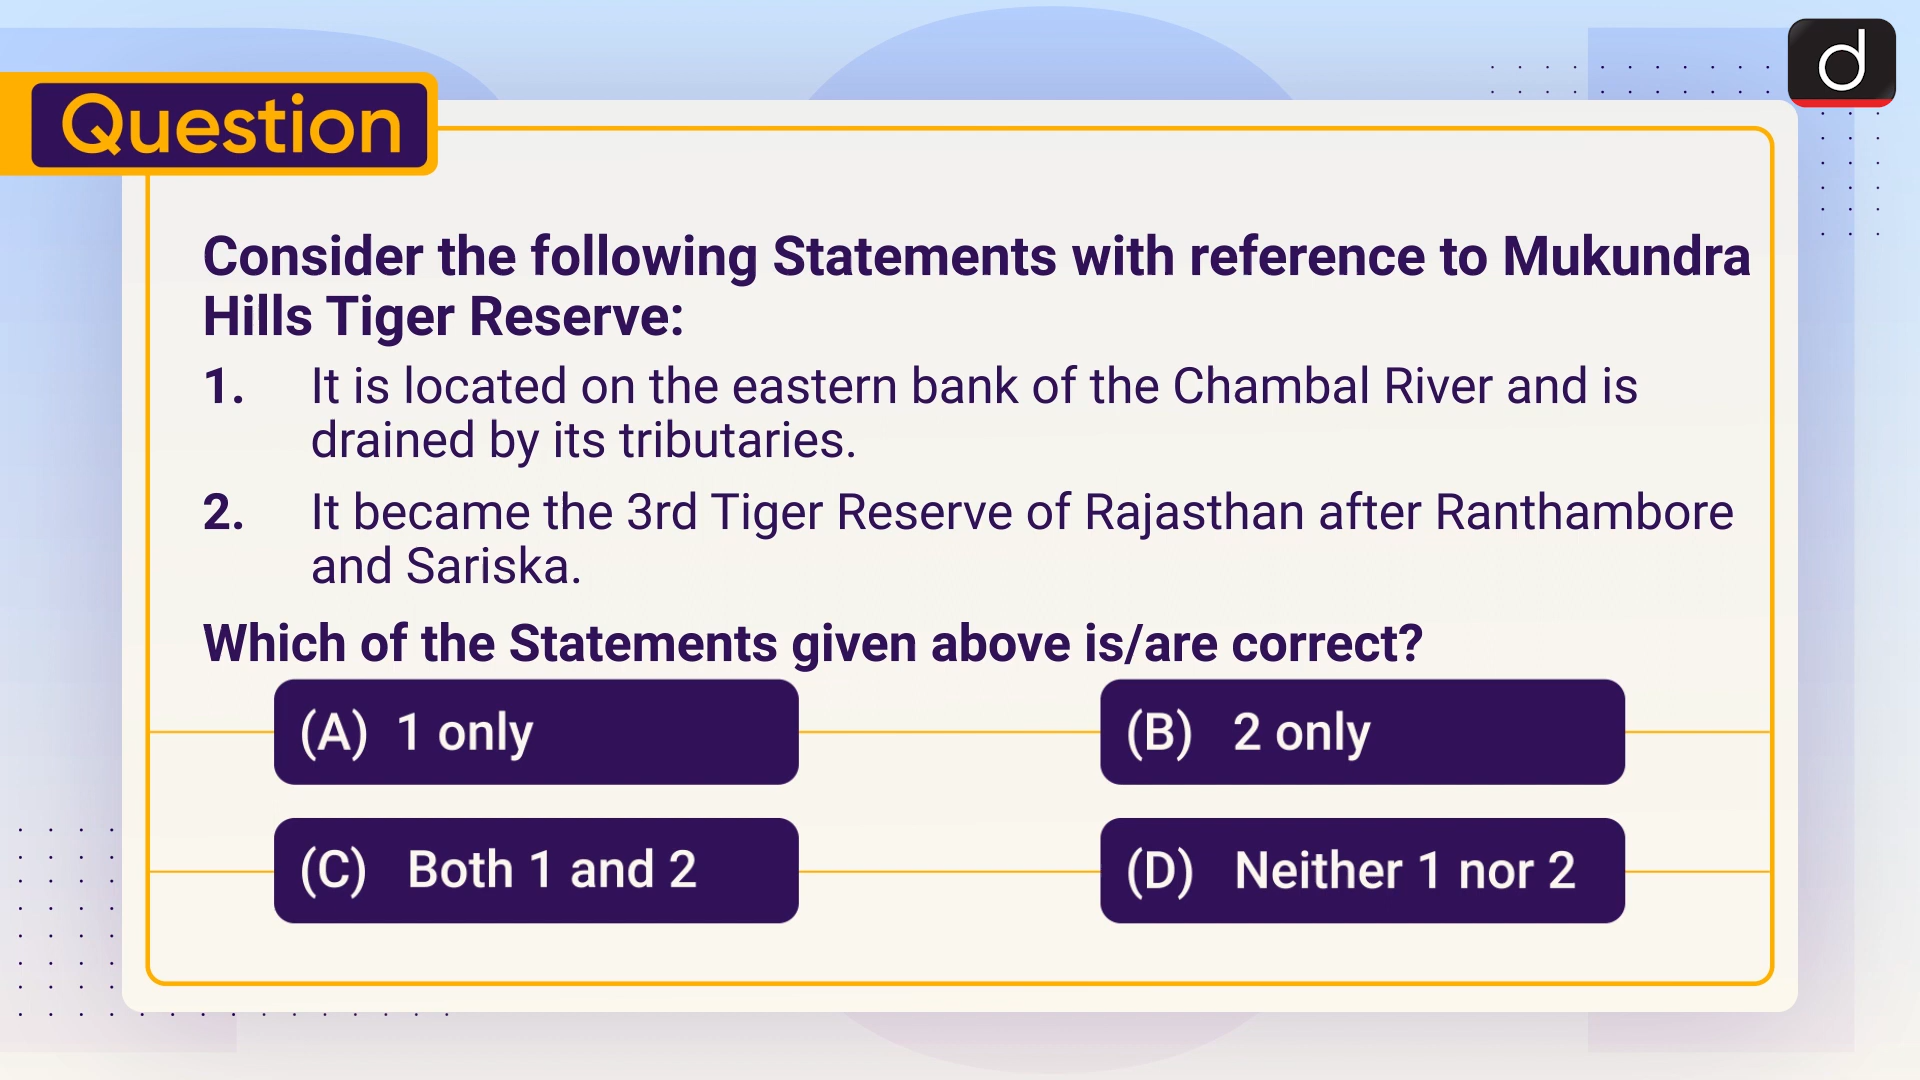 d
Question
Consider the following Statements with reference to Mukundra
Hills Tiger Reserve:
1. It is located on the eastern bank of the Chambal River and is
drained by its tributaries.
2. It became the 3rd Tiger Reserve of Rajasthan after Ranthambore
and Sariska.
Which of the Statements given above is/are correct?
(A) 1 only
(B) 2 only
(C) Both 1 and 2
(D) Neither 1 nor 2